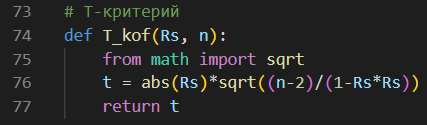 73 # Т-критерий
74 def T_kof(Rs, n):
75     from math import sqrt
76     t = abs(Rs)*sqrt((n-2)/(1-Rs*Rs))
77     return t